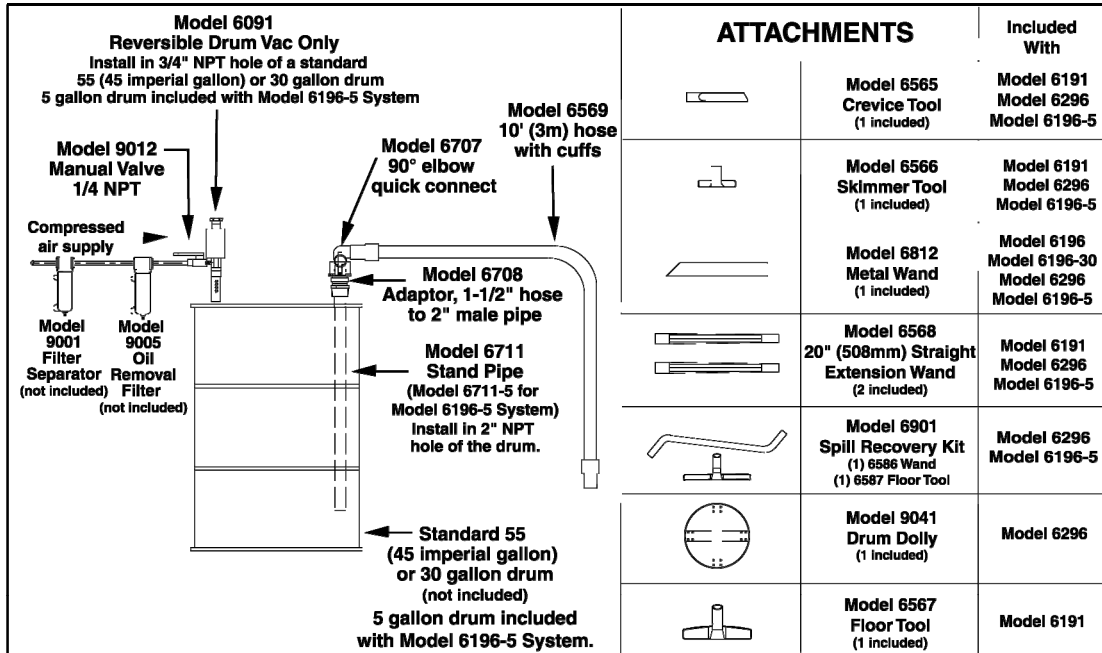 Model 6091
Reversible Drum Vac Only
Install in 3/4" NPT hole of a standard
55 (45 imperial gallon) or 30 gallon drum
5 gallon drum included with Model 6196-5 System
Model 9012
Manual Valve
1/4 NPT
Model 6707
90° elbow
quick connect
Model 6569
10' (3m) hose
with cuffs
Compressed
air supply
Model 6708
Adaptor, 1-1/2" hose
to 2" male pipe
Model
9001
Filter
Separator
(not included)
Model
9005
Oil
Removal
Filter
(not included)
Model 6711
Stand Pipe
(Model 6711-5 for
Model 6196-5 System)
Install in 2" NPT
hole of the drum.
Standard 55
(45 imperial gallon)
or 30 gallon drum
(not included)
5 gallon drum included
with Model 6196-5 System.
ATTACHMENTS
Included
With
Model 6565
Crevice Tool
(1 included)
Model 6191
Model 6296
Model 6196-5
Model 6566
Skimmer Tool
(1 included)
Model 6191
Model 6296
Model 6196-5
Model 6812
Metal Wand
(1 included)
Model 6196
Model 6196-30
Model 6296
Model 6196-5
Model 6568
20" (508mm) Straight
Extension Wand
(2 included)
Model 6191
Model 6296
Model 6196-5
Model 6901
Spill Recovery Kit
(1) 6586 Wand
(1) 6587 Floor Tool
Model 6296
Model 6196-5
Model 9041
Drum Dolly
(1 included)
Model 6296
Model 6567
Floor Tool
(1 included)
Model 6191